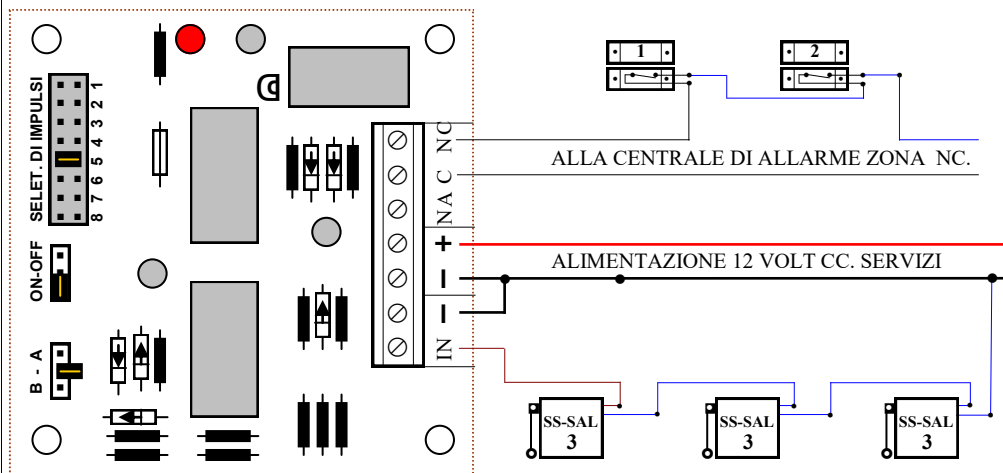 SELET. DI IMPULSI
1
2
3
4
5
6
7
8
ON-OFF
B - A
D
NC
C
NA
+
−
−
IN
1
2
ALLA CENTRALE DI ALLARME ZONA NC.
ALIMENTAZIONE 12 VOLT CC. SERVIZI
SS-SAL
3
SS-SAL
3
SS-SAL
3